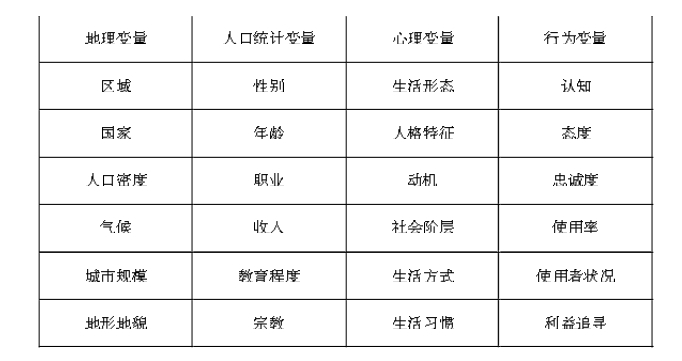 地理变量 人口统计变量 心理变量 行为变量
区域 性别 生活形态 认知
国家 年龄 人格特征 态度
人口密度 职业 动机 忠诚度
气候 收入 社会阶层 使用率
城市规模 教育程度 生活方式 使用者状况
地形地貌 宗教 生活习惯 利益追寻